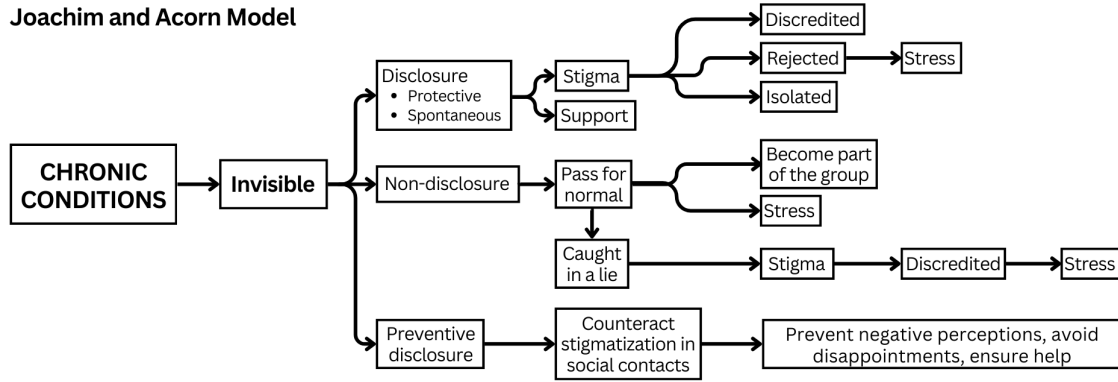 Joachim and Acorn Model
CHRONIC
CONDITIONS
Invisible
Disclosure
• Protective
• Spontaneous
Stigma
Support
Discredited
Rejected
Stress
Isolated
Non-disclosure
Pass for
normal
Become part
of the group
Stress
Caught
in a lie
Stigma
Discredited
Stress
Preventive
disclosure
Counteract
stigmatization in
social contacts
Prevent negative perceptions, avoid
disappointments, ensure help